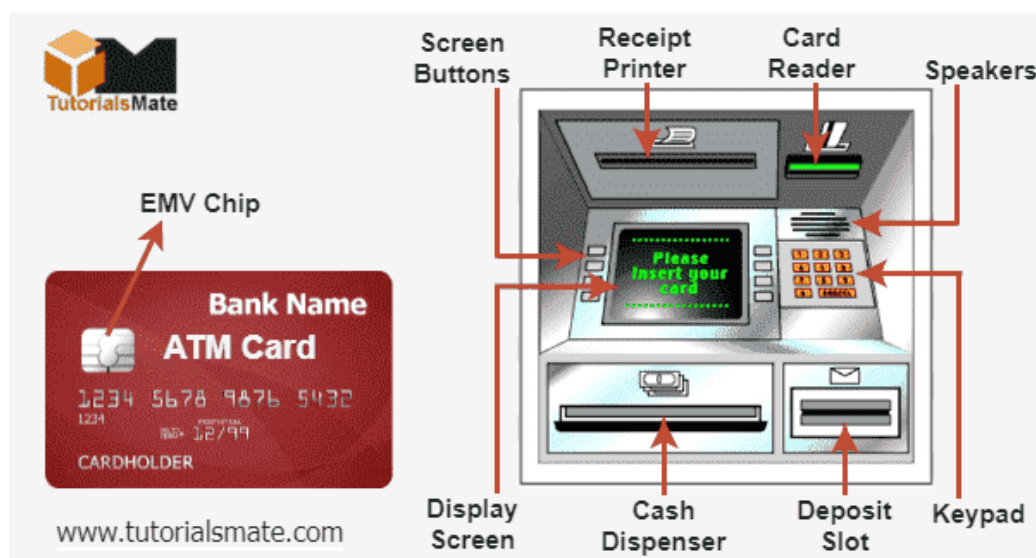 TutorialsMate
EMV Chip
Bank Name
ATM Card
1234 5678 9876 5432
1234
12/99
CARDHOLDER
www.tutorialsmate.com
Screen
Buttons
Receipt
Printer
Card
Reader
Speakers
Please
Insert your
card
Display
Screen
Cash
Dispenser
Deposit
Slot
Keypad